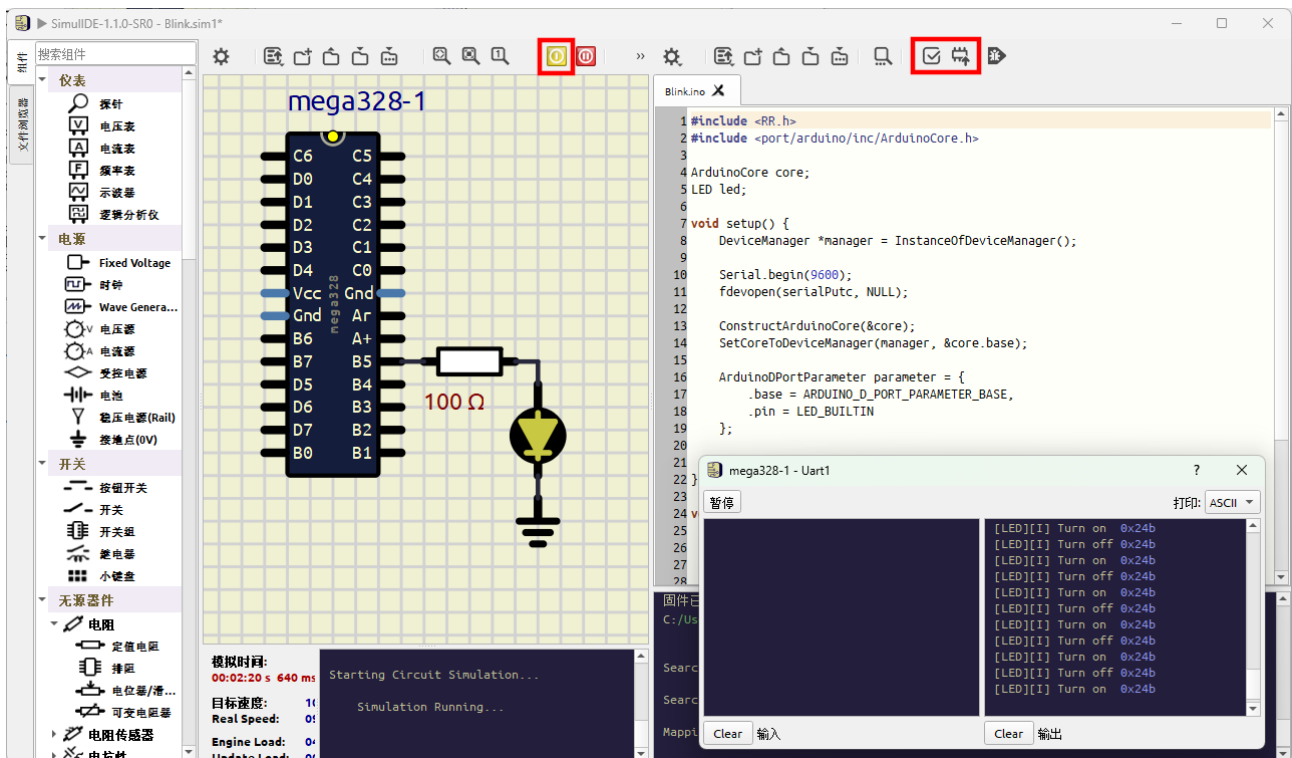 SimulIDE-1.1.0-SR0 - Blink.sim1*
组件
文件浏览器
搜索组件
仪表
探针
电压表
电流表
频率表
示波器
逻辑分析仪
电源
Fixed Voltage
时钟
Wave Genera...
电压源
电流源
受控电源
电池
稳压电源(Rail)
接地点(0V)
开关
按钮开关
开关
开关组
继电器
小键盘
无源器件
电阻
定值电阻
排阻
电位器/滑...
可变电阻器
电阻传感器
mega328-1
C6 C5
D0 C4
D1 C3
D2 C2
D3 C1
D4 C0
Vcc Gnd
Gnd Ar
B6 A+
B7 B5
D5 B4
D6 B3
D7 B2
B0 B1
mega328
100 Ω
模拟时间:
00:02:20 s 640 ms
目标速度:
Real Speed:
Engine Load:
Update Load:
Starting Circuit Simulation...
Simulation Running...
Blink.ino
1 #include <RR.h>
2 #include <port/arduino/inc/ArduinoCore.h>
3
4 ArduinoCore core;
5 LED led;
6
7 void setup() {
8 DeviceManager *manager = InstanceOfDeviceManager();
9
10 Serial.begin(9600);
11 fdevopen(serialPutc, NULL);
12
13 ConstructArduinoCore(&core);
14 SetCoreToDeviceManager(manager, &core.base);
15
16 ArduinoDPortParameter parameter = {
17 .base = ARDUINO_D_PORT_PARAMETER_BASE,
18 .pin = LED_BUILTIN
19 };
20
21
22 }
23
24 v
25
26
27
28
固件已
C:/Us
Searc
Searc
Mappi
mega328-1 - Uart1
?
暂停
打印: ASCII
[LED][I] Turn on 0x24b
[LED][I] Turn off 0x24b
[LED][I] Turn on 0x24b
[LED][I] Turn off 0x24b
[LED][I] Turn on 0x24b
[LED][I] Turn off 0x24b
[LED][I] Turn on 0x24b
[LED][I] Turn off 0x24b
[LED][I] Turn on 0x24b
[LED][I] Turn off 0x24b
[LED][I] Turn on 0x24b
Clear 输入
Clear 输出